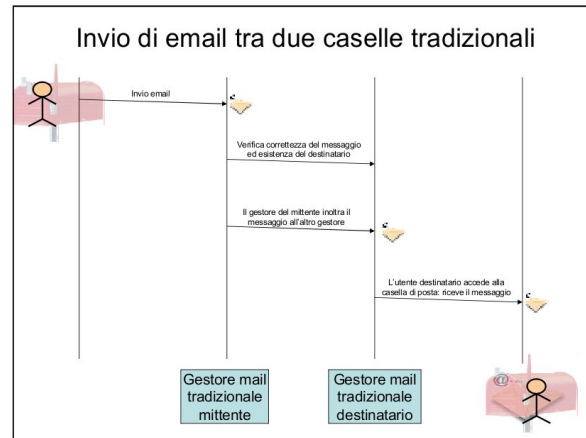 Invio di email tra due caselle tradizionali
Invio email
Verifica correttezza del messaggio
ed esistenza del destinatario
Il gestore del mittente inoltra il
messaggio all'altro gestore
L'utente destinatario accede alla
casella di posta: riceve il messaggio
Gestore mail
tradizionale
mittente
Gestore mail
tradizionale
destinatario
@